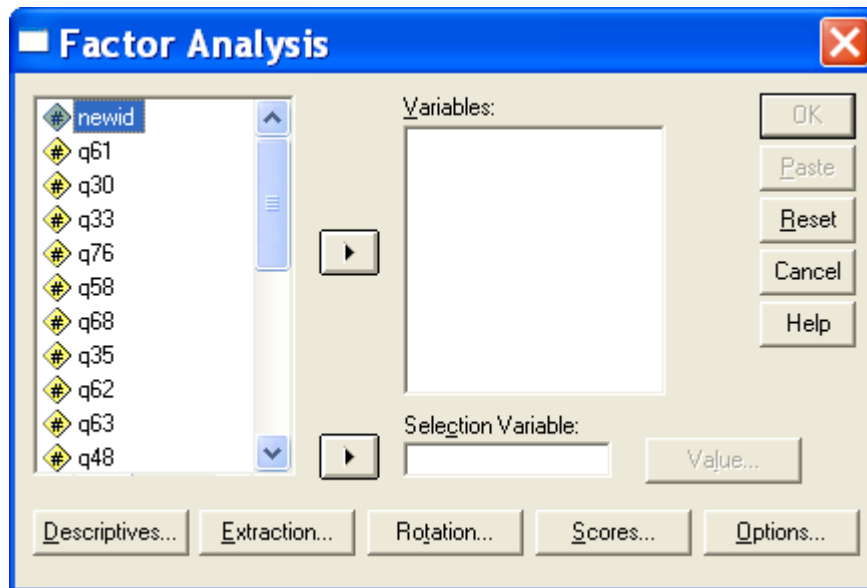 Factor Analysis
newid
q61
q30
q33
q76
q58
q68
q35
q62
q63
q48
Variables:
Selection Variable:
Value...
OK
Paste
Reset
Cancel
Help
Descriptives... Extraction... Rotation... Scores... Options...